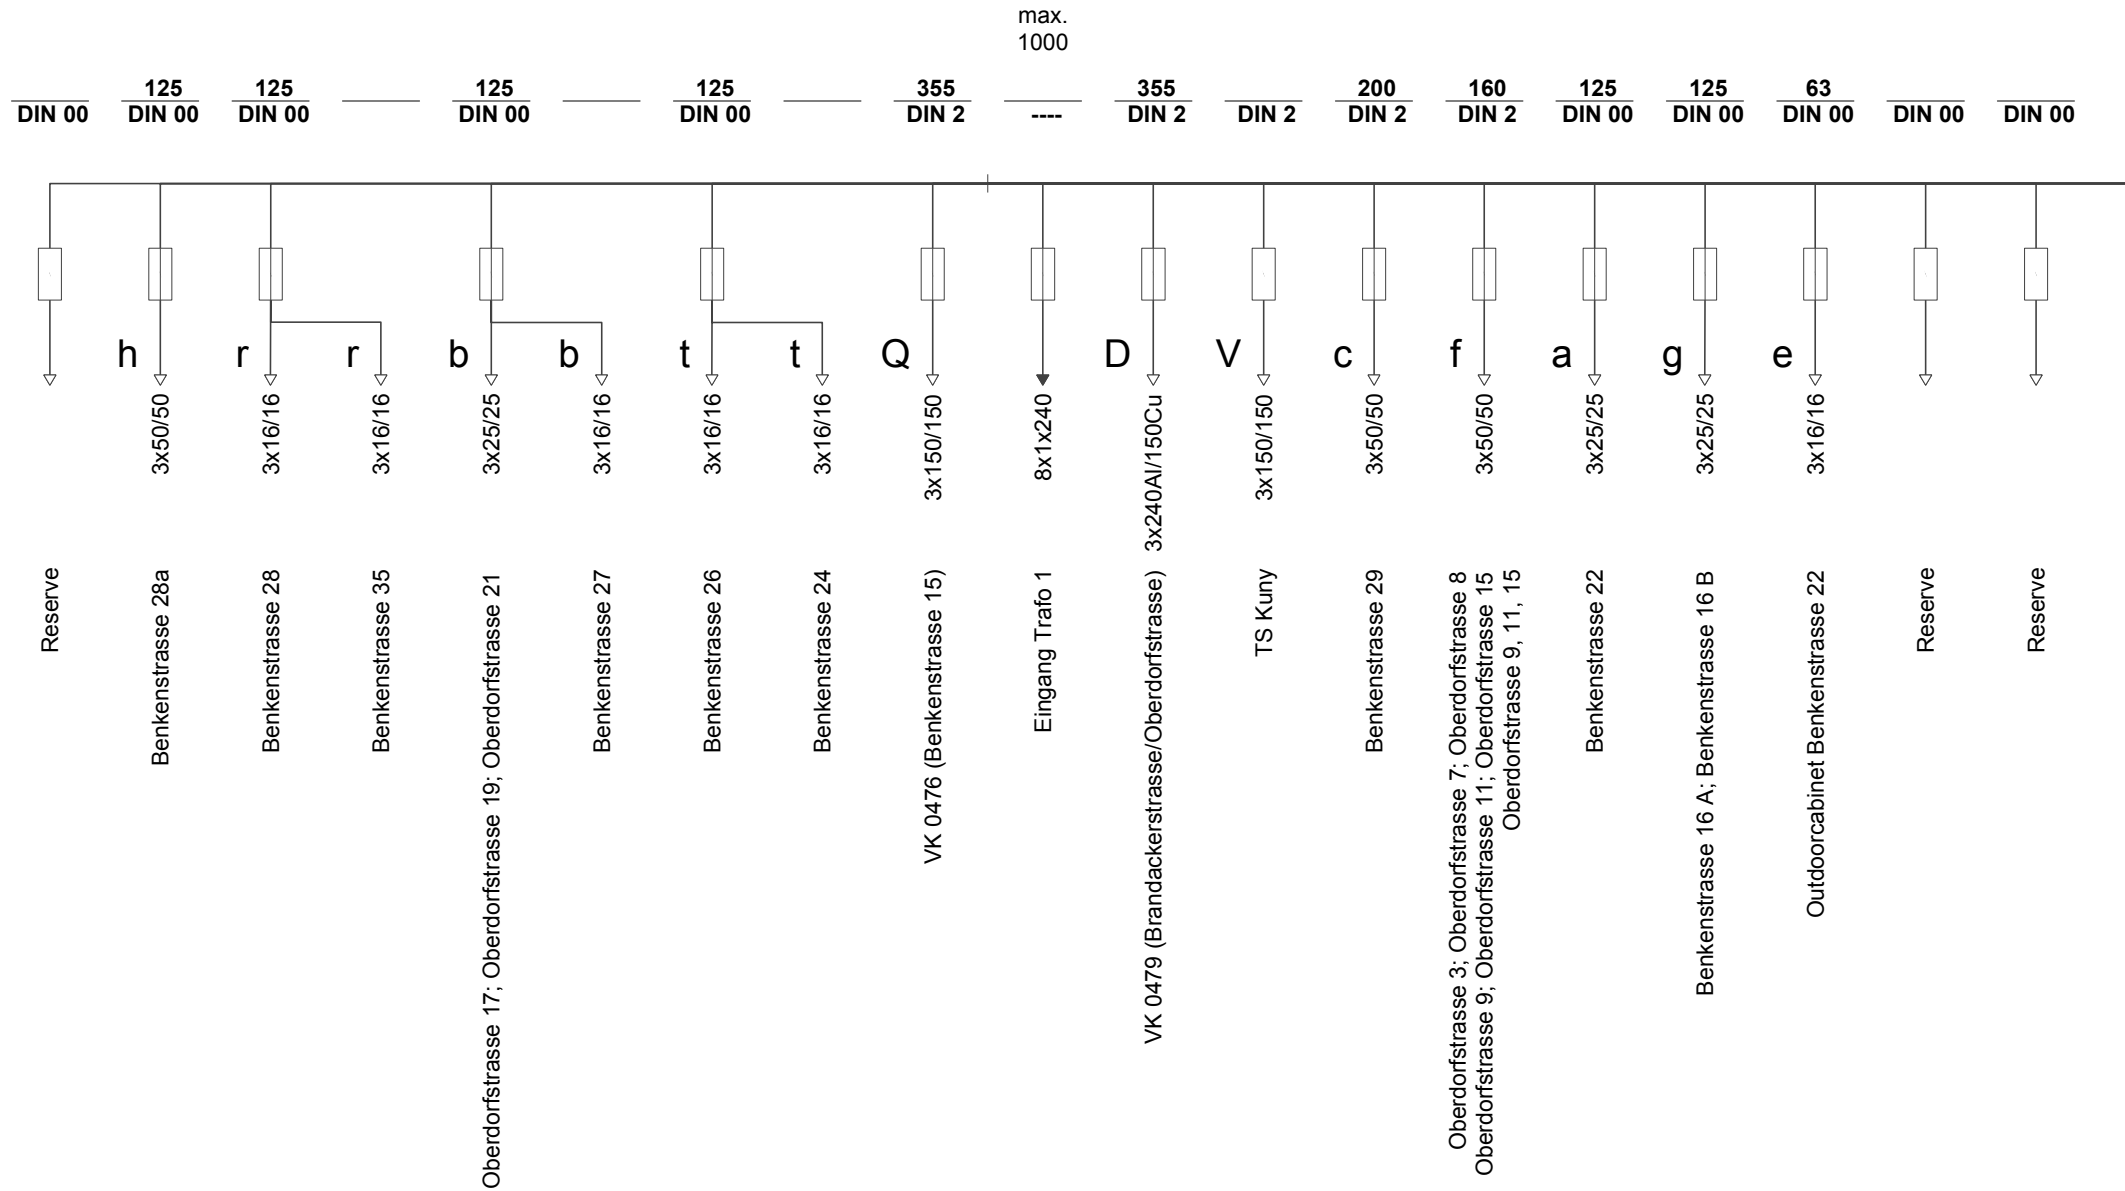 max.
1000
125 125 125 125 355 355 200 160 125 125 63
DIN 00 DIN 00 DIN 00 DIN 00 DIN 00 DIN 2 ---- DIN 2 DIN 2 DIN 2 DIN 2 DIN 00 DIN 00 DIN 00 DIN 00 DIN 00
h r r b b t t Q D V c f a g e
3x50/50
3x16/16
3x16/16
3x25/25
3x16/16
3x16/16
3x16/16
3x150/150
8x1x240
3x240Al/150Cu
3x150/150
3x50/50
3x50/50
3x25/25
3x25/25
3x16/16
Reserve
Benkenstrasse 28a
Benkenstrasse 28
Benkenstrasse 35
Oberdorfstrasse 17; Oberdorfstrasse 19; Oberdorfstrasse 21
Benkenstrasse 27
Benkenstrasse 26
Benkenstrasse 24
VK 0476 (Benkenstrasse 15)
Eingang Trafo 1
VK 0479 (Brandackerstrasse/Oberdorfstrasse)
TS Kuny
Benkenstrasse 29
Oberdorfstrasse 3; Oberdorfstrasse 7; Oberdorfstrasse 8
Oberdorfstrasse 9; Oberdorfstrasse 11; Oberdorfstrasse 15
Oberdorfstrasse 9, 11, 15
Benkenstrasse 22
Benkenstrasse 16 A; Benkenstrasse 16 B
Outdoorcabinet Benkenstrasse 22
Reserve
Reserve